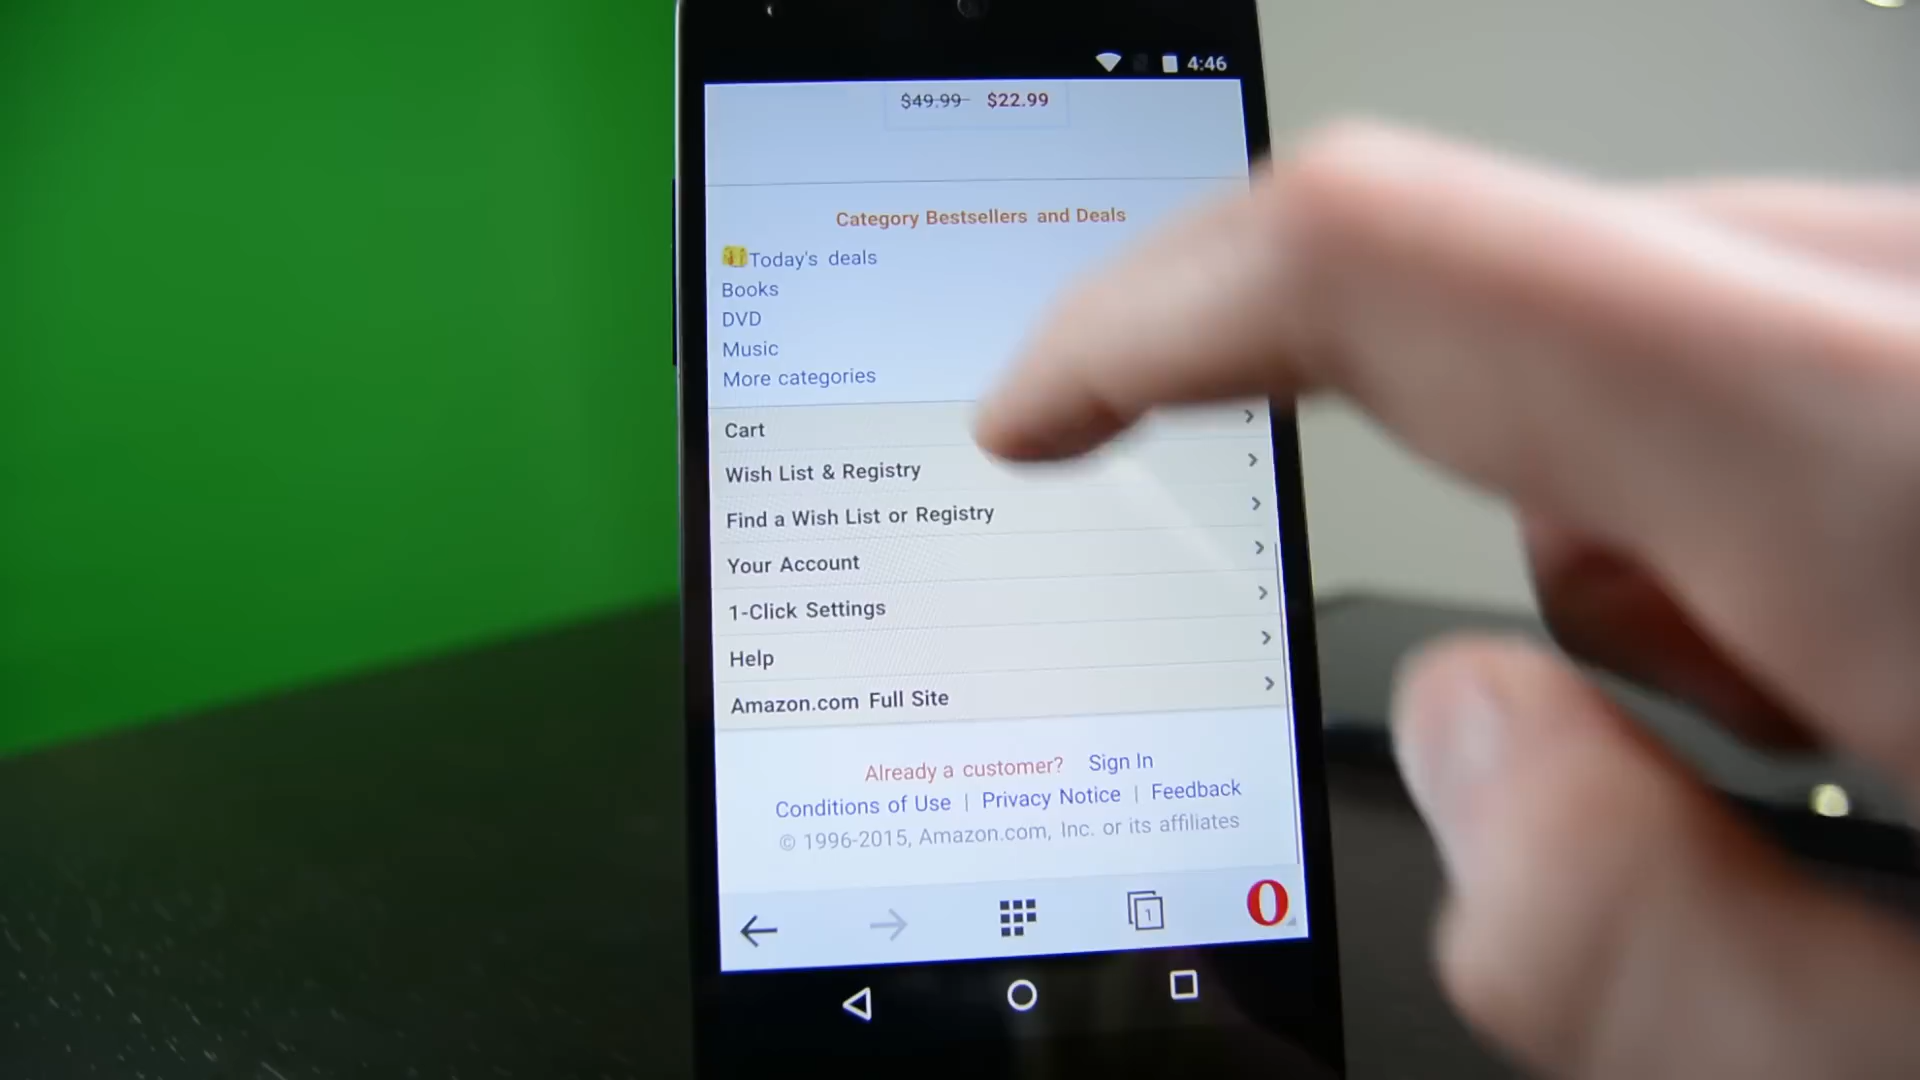 4:46
$49.99 $22.99
Category Bestsellers and Deals
Today's deals
Books
DVD
Music
More categories
Cart
Wish List & Registry
Find a Wish List or Registry
Your Account
1-Click Settings
Help
Amazon.com Full Site
Already a customer? Sign In
Conditions of Use | Privacy Notice | Feedback
© 1996-2015, Amazon.com, Inc. or its affiliates
1